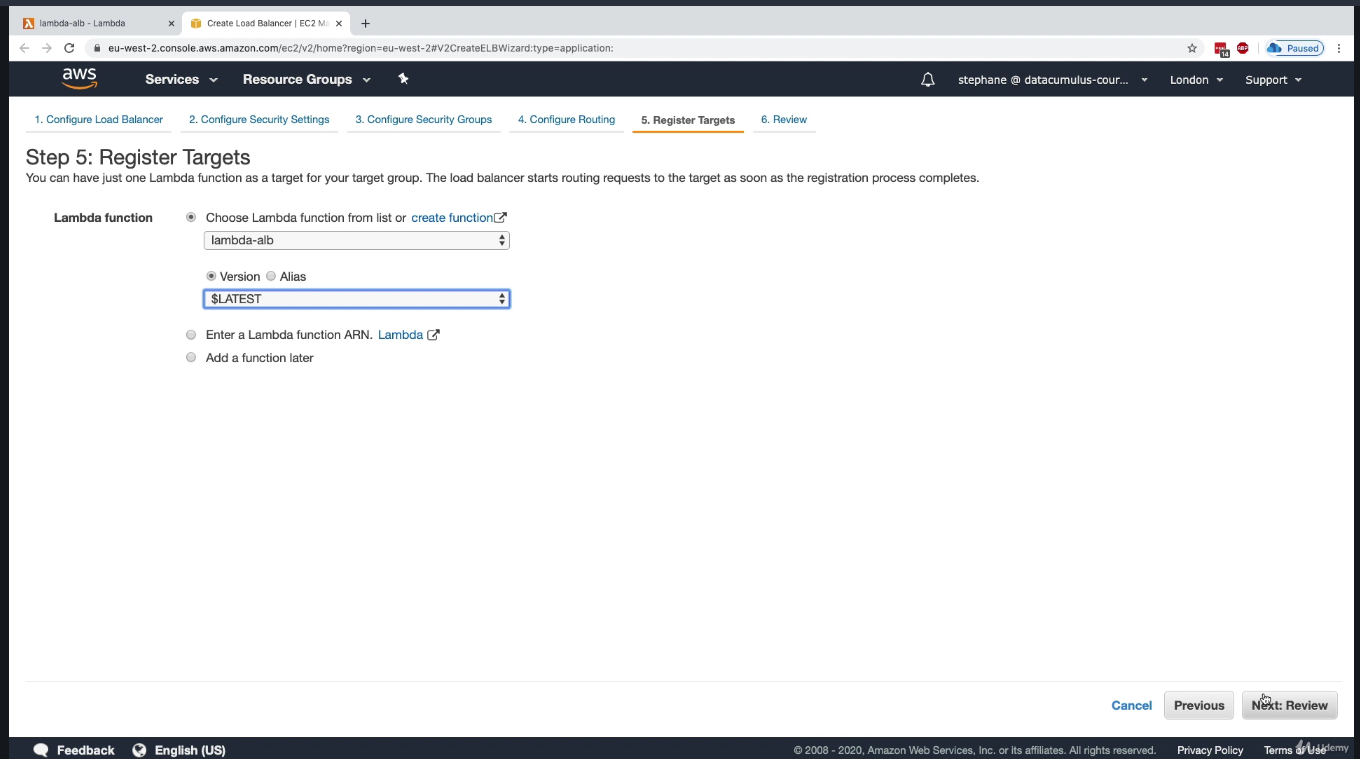 lambda-alb - Lambda
Create Load Balancer | EC2 Ma
eu-west-2.console.aws.amazon.com/ec2/v2/home?region=eu-west-2#V2CreateELBWizard:type=application:
14
ABP
Paused
aws
Services
Resource Groups
stephane @ datacumulus-cour...
London
Support
1. Configure Load Balancer
2. Configure Security Settings
3. Configure Security Groups
4. Configure Routing
5. Register Targets
6. Review
Step 5: Register Targets
You can have just one Lambda function as a target for your target group. The load balancer starts routing requests to the target as soon as the registration process completes.
Lambda function
Choose Lambda function from list or create function
lambda-alb
Version Alias
$LATEST
Enter a Lambda function ARN. Lambda
Add a function later
Cancel
Previous
Next: Review
Feedback
English (US)
© 2008 - 2020, Amazon Web Services, Inc. or its affiliates. All rights reserved.
Privacy Policy
Terms of Use
Udemy